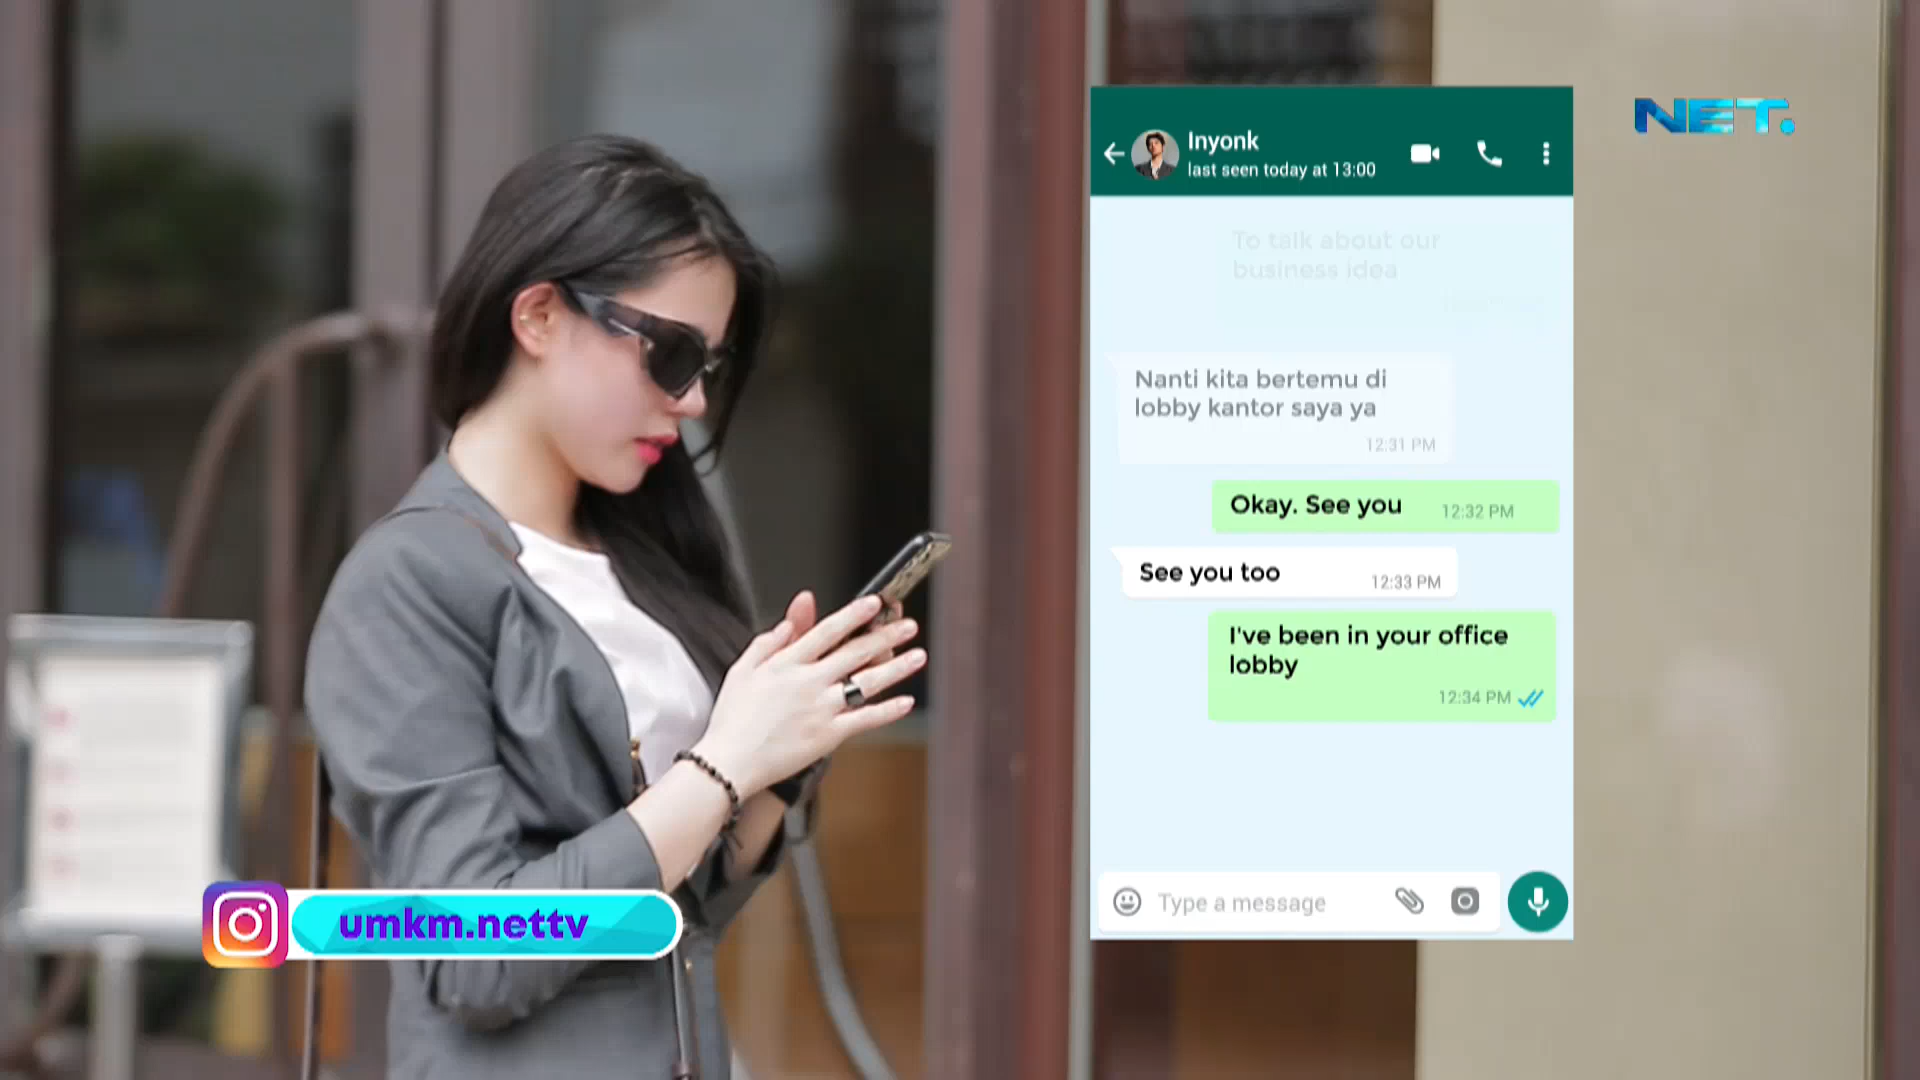 NET.
Inyonk
last seen today at 13:00
To talk about our
business idea
Nanti kita bertemu di
lobby kantor saya ya
12:31 PM
Okay. See you
12:32 PM
See you too
12:33 PM
I've been in your office
lobby
12:34 PM
Type a message
umkm.nettv